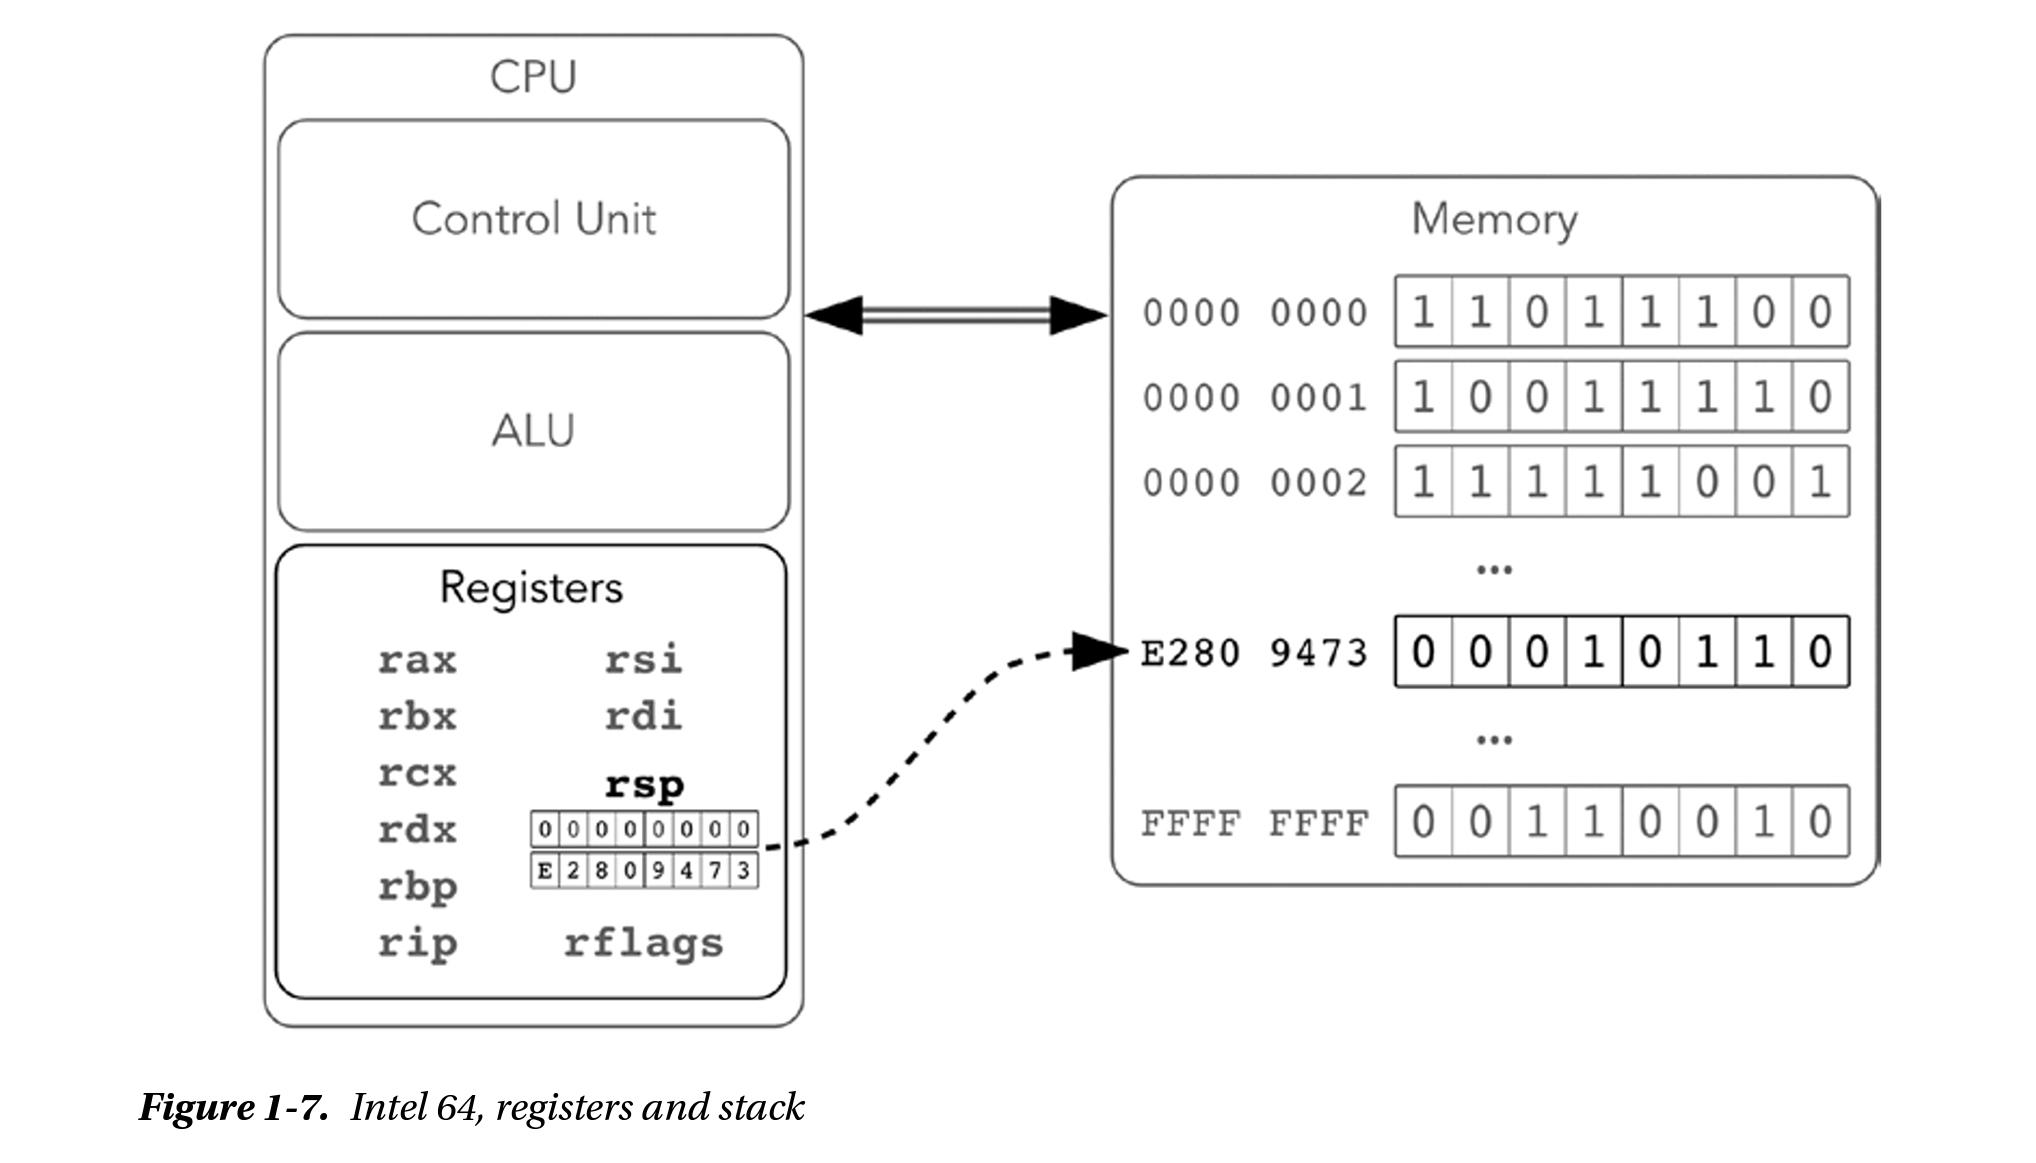 CPU
Control Unit
ALU
Registers
rax rsi
rbx rdi
rcx rsp
rdx 0 0 0 0 0 0 0 0
rbp E 2 8 0 9 4 7 3
rip rflags
Memory
0000 0000 1 1 0 1 1 1 0 0
0000 0001 1 0 0 1 1 1 1 0
0000 0002 1 1 1 1 1 0 0 1
...
E280 9473 0 0 0 1 0 1 1 0
...
FFFF FFFF 0 0 1 1 0 0 1 0
Figure 1-7. Intel 64, registers and stack